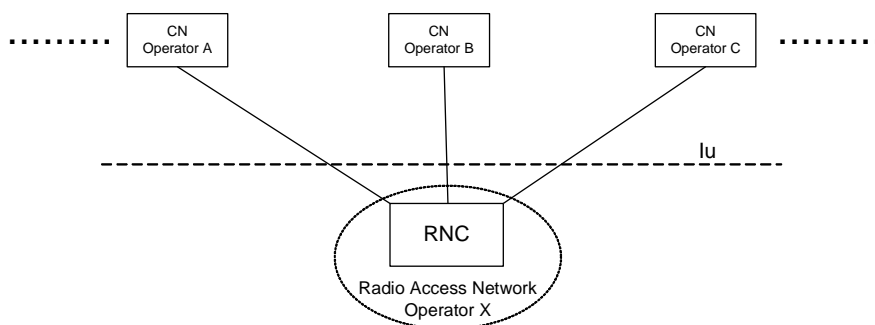 CN
Operator A
CN
Operator B
CN
Operator C
Iu
RNC
Radio Access Network
Operator X